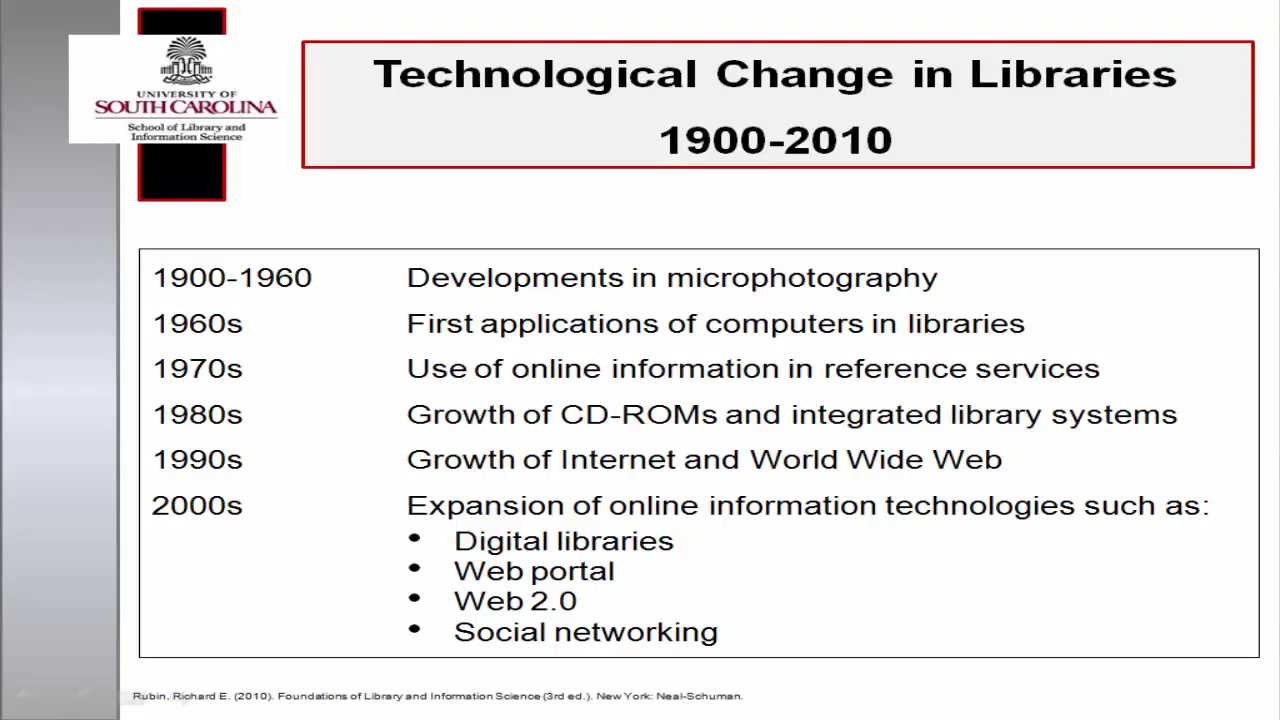 UNIVERSITY OF
SOUTH CAROLINA
School of Library and
Information Science
Technological Change in Libraries
1900-2010
1900-1960 Developments in microphotography
1960s First applications of computers in libraries
1970s Use of online information in reference services
1980s Growth of CD-ROMs and integrated library systems
1990s Growth of Internet and World Wide Web
2000s Expansion of online information technologies such as:
• Digital libraries
• Web portal
• Web 2.0
• Social networking
Rubin, Richard E. (2010). Foundations of Library and Information Science (3rd ed.). New York: Neal-Schuman.